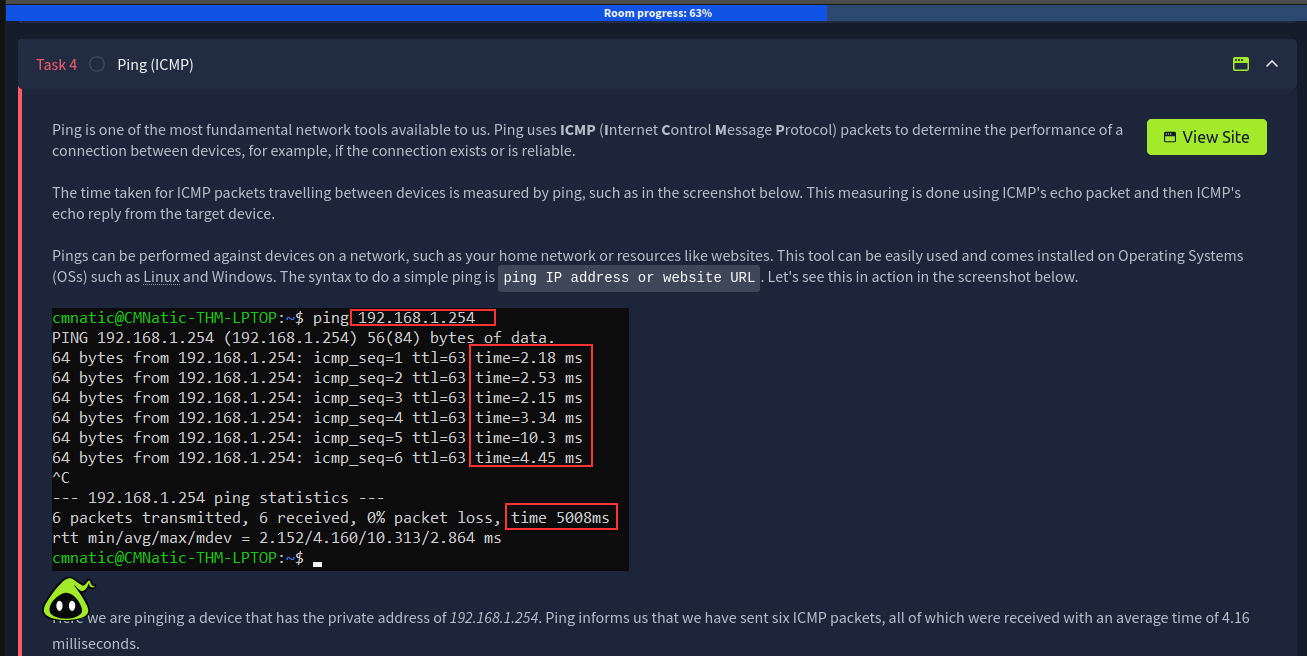 Room progress: 63%
Task 4 Ping (ICMP)
Ping is one of the most fundamental network tools available to us. Ping uses ICMP (Internet Control Message Protocol) packets to determine the performance of a
connection between devices, for example, if the connection exists or is reliable.
View Site
The time taken for ICMP packets travelling between devices is measured by ping, such as in the screenshot below. This measuring is done using ICMP's echo packet and then ICMP's
echo reply from the target device.
Pings can be performed against devices on a network, such as your home network or resources like websites. This tool can be easily used and comes installed on Operating Systems
(OSs) such as Linux and Windows. The syntax to do a simple ping is ping IP address or website URL . Let's see this in action in the screenshot below.
cmnatic@CMNatic-THM-LPTOP:~$ ping 192.168.1.254
PING 192.168.1.254 (192.168.1.254) 56(84) bytes of data.
64 bytes from 192.168.1.254: icmp_seq=1 ttl=63 time=2.18 ms
64 bytes from 192.168.1.254: icmp_seq=2 ttl=63 time=2.53 ms
64 bytes from 192.168.1.254: icmp_seq=3 ttl=63 time=2.15 ms
64 bytes from 192.168.1.254: icmp_seq=4 ttl=63 time=3.34 ms
64 bytes from 192.168.1.254: icmp_seq=5 ttl=63 time=10.3 ms
64 bytes from 192.168.1.254: icmp_seq=6 ttl=63 time=4.45 ms
^C
--- 192.168.1.254 ping statistics ---
6 packets transmitted, 6 received, 0% packet loss, time 5008ms
rtt min/avg/max/mdev = 2.152/4.160/10.313/2.864 ms
cmnatic@CMNatic-THM-LPTOP:~$
Here we are pinging a device that has the private address of 192.168.1.254. Ping informs us that we have sent six ICMP packets, all of which were received with an average time of 4.16
milliseconds.